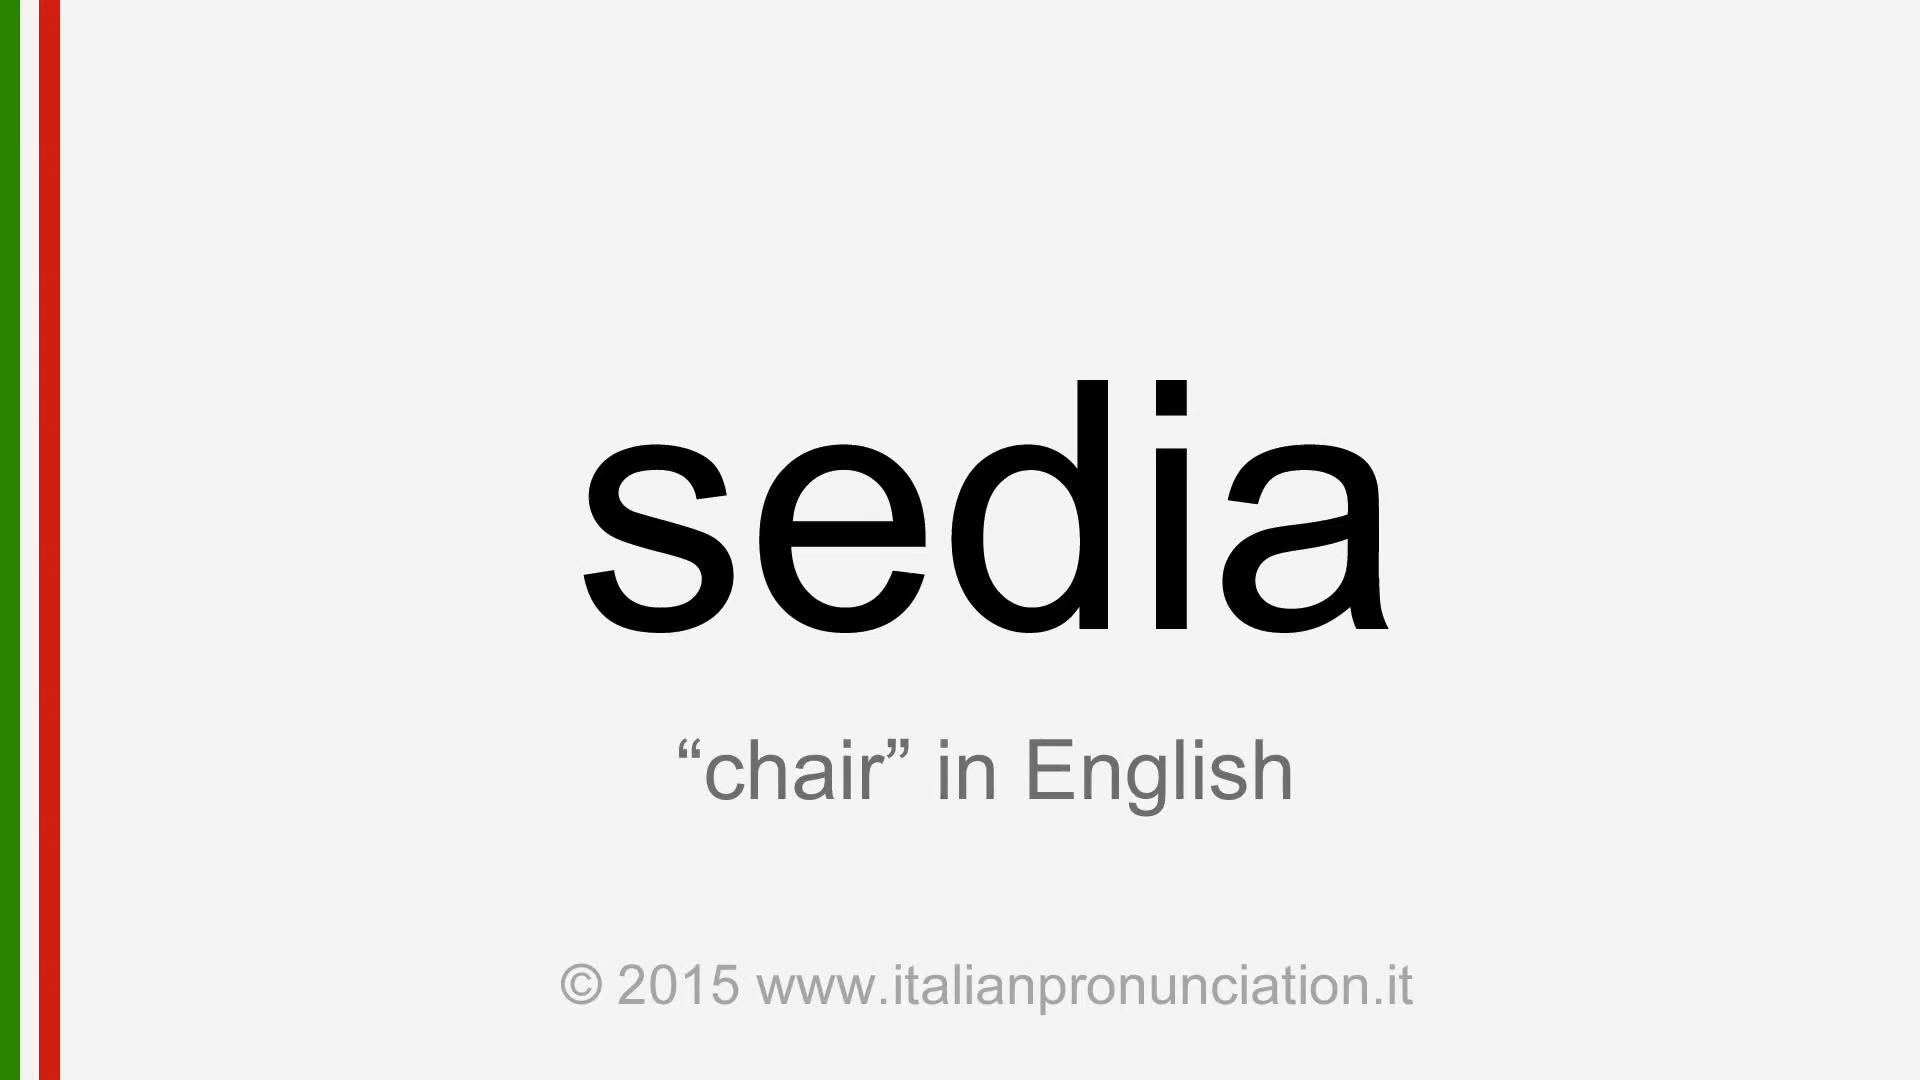 sedia
“chair” in English
© 2015 www.italianpronunciation.it